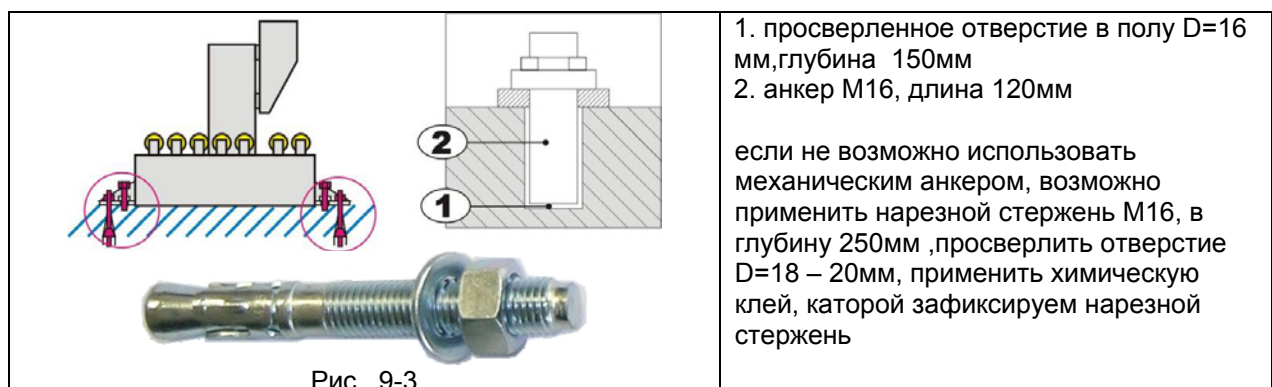 1. просверленное отверстие в полу D=16
мм,глубина  150мм
2. анкер М16, длина 120мм
если не возможно использовать
механическим анкером, возможно
применить нарезной стержень М16, в
глубину 250мм ,просверлить отверстие
D=18 – 20мм, применить химическую
клей, каторой зафиксируем нарезной
стержень
2
1
Рис.  9-3